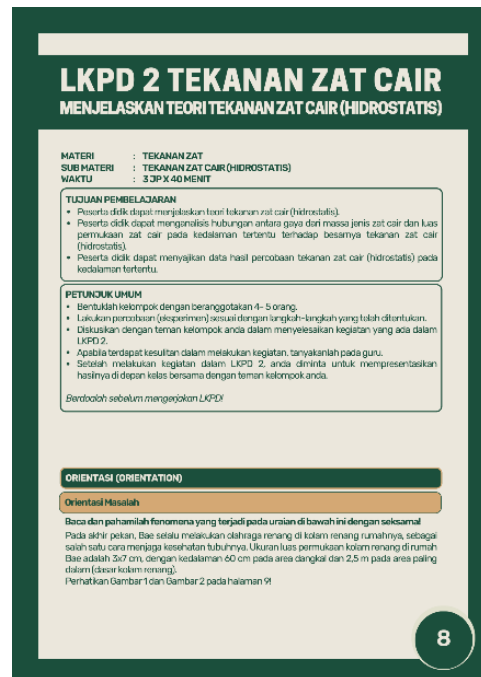 LKPD 2 TEKANAN ZAT CAIR
MENJELASKAN TEORI TEKANAN ZAT CAIR (HIDROSTATIS)
MATERI : TEKANAN ZAT
SUB MATERI : TEKANAN ZAT CAIR (HIDROSTATIS)
WAKTU : 3 JP X 40 MENIT
TUJUAN PEMBELAJARAN
• Peserta didik dapat menjelaskan teori tekanan zat cair (hidrostatis).
• Peserta didik dapat menganalisis hubungan antara gaya dari massa jenis zat cair dan luas
permukaan zat cair pada kedalaman tertentu terhadap besarnya tekanan zat cair
(hidrostatis).
• Peserta didik dapat menyajikan data hasil percobaan tekanan zat cair (hidrostatis) pada
kedalaman tertentu.
PETUNJUK UMUM
• Bentuklah kelompok dengan beranggotakan 4- 5 orang.
• Lakukan percobaan (eksperimen) sesuai dengan langkah-langkah yang telah ditentukan.
• Diskusikan dengan teman kelompok anda dalam menyelesaikan kegiatan yang ada dalam
LKPD 2.
• Apabila terdapat kesulitan dalam melakukan kegiatan, tanyakanlah pada guru.
• Setelah melakukan kegiatan dalam LKPD 2, anda diminta untuk mempresentasikan
hasilnya di depan kelas bersama dengan teman kelompok anda.
Berdoalah sebelum mengerjakan LKPD!
ORIENTASI (ORIENTATION)
Orientasi Masalah
Baca dan pahamilah fenomena yang terjadi pada uraian di bawah ini dengan seksama!
Pada akhir pekan, Bae selalu melakukan olahraga renang di kolam renang rumahnya, sebagai
salah satu cara menjaga kesehatan tubuhnya. Ukuran luas permukaan kolam renang di rumah
Bae adalah 3x7 cm, dengan kedalaman 60 cm pada area dangkal dan 2,5 m pada area paling
dalam (dasar kolam renang).
Perhatikan Gambar 1 dan Gambar 2 pada halaman 9!
8